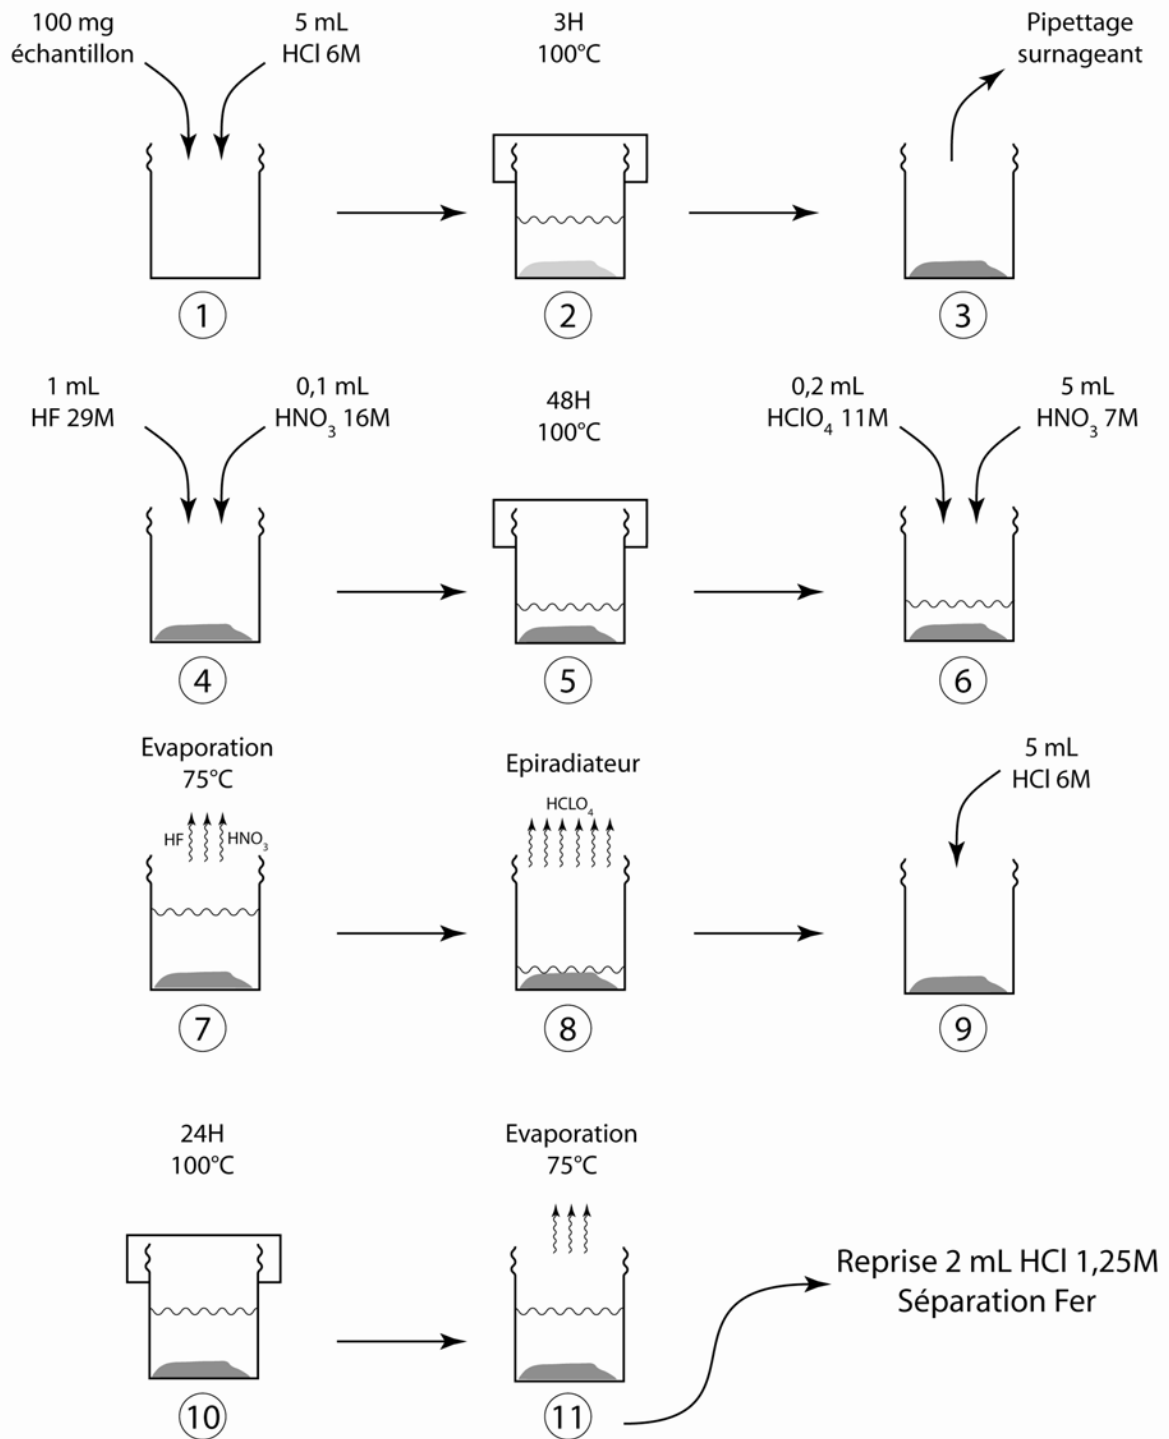 100 mg
échantillon
5 mL
HCl 6M
3H
100°C
Pipettage
surnageant
1
2
3
1 mL
HF 29M
0,1 mL
HNO₃ 16M
48H
100°C
0,2 mL
HClO₄ 11M
5 mL
HNO₃ 7M
4
5
6
Evaporation
75°C
HF
HNO₃
Epiradiateur
HCLO₄
5 mL
HCl 6M
7
8
9
24H
100°C
Evaporation
75°C
Reprise 2 mL HCl 1,25M
Séparation Fer
10
11